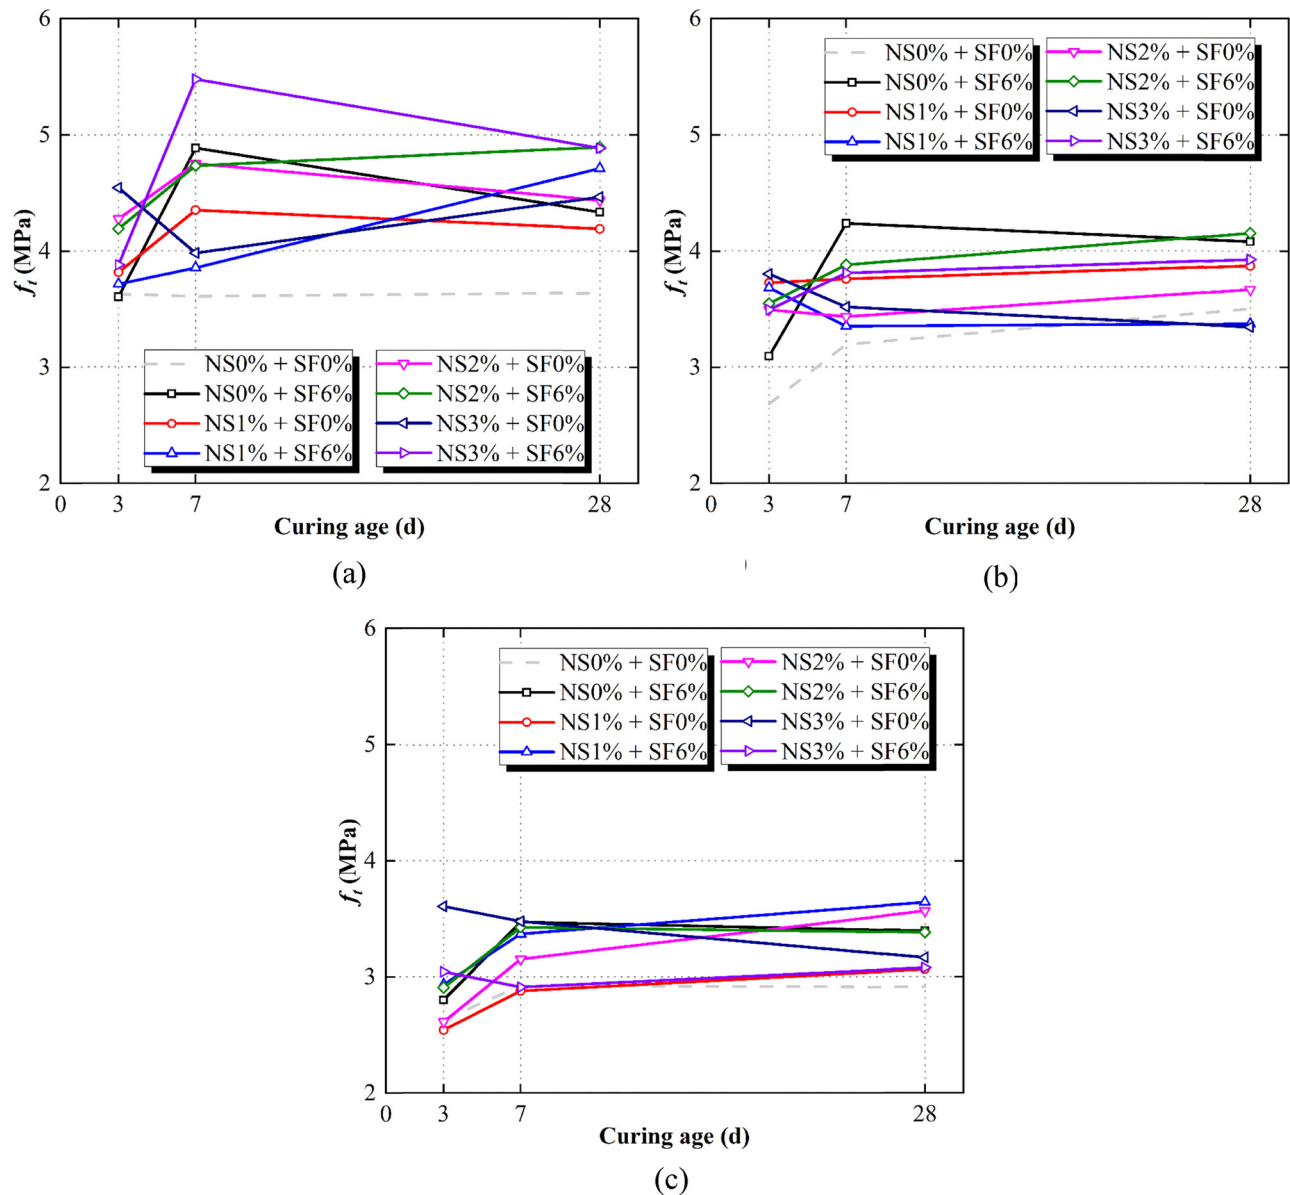 6
5
4
3
2
f_t (MPa)
NS0% + SF0%
NS0% + SF6%
NS1% + SF0%
NS1% + SF6%
NS2% + SF0%
NS2% + SF6%
NS3% + SF0%
NS3% + SF6%
0 3 7 28
Curing age (d)
(a)
6
5
4
3
2
f_t (MPa)
NS0% + SF0%
NS0% + SF6%
NS1% + SF0%
NS1% + SF6%
NS2% + SF0%
NS2% + SF6%
NS3% + SF0%
NS3% + SF6%
0 3 7 28
Curing age (d)
(b)
6
5
4
3
2
f_t (MPa)
NS0% + SF0%
NS0% + SF6%
NS1% + SF0%
NS1% + SF6%
NS2% + SF0%
NS2% + SF6%
NS3% + SF0%
NS3% + SF6%
0 3 7 28
Curing age (d)
(c)